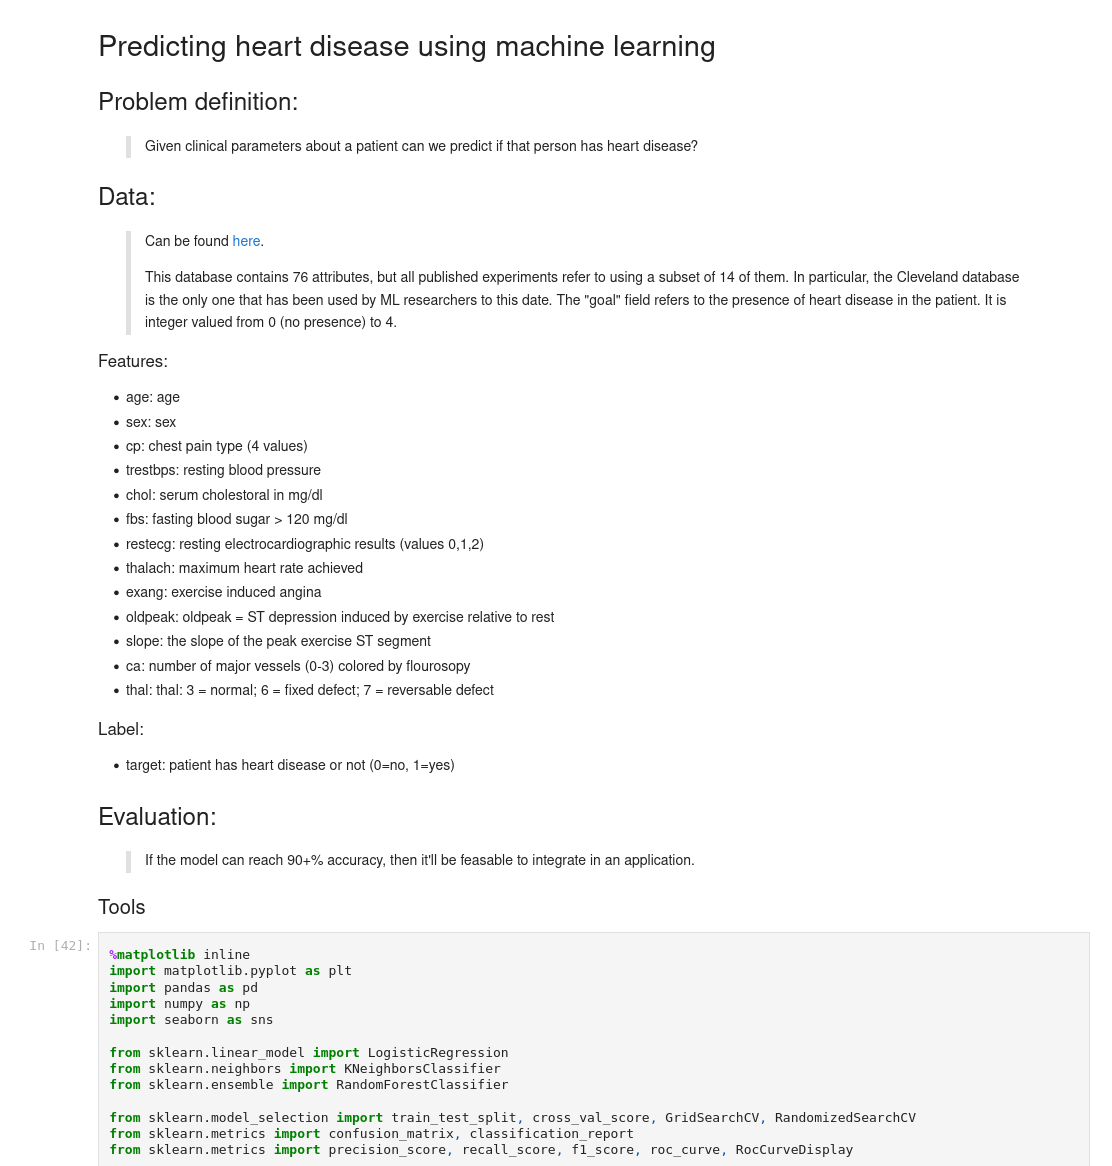 Predicting heart disease using machine learning
Problem definition:
Given clinical parameters about a patient can we predict if that person has heart disease?
Data:
Can be found here.
This database contains 76 attributes, but all published experiments refer to using a subset of 14 of them. In particular, the Cleveland database
is the only one that has been used by ML researchers to this date. The "goal" field refers to the presence of heart disease in the patient. It is
integer valued from 0 (no presence) to 4.
Features:
• age: age
• sex: sex
• cp: chest pain type (4 values)
• trestbps: resting blood pressure
• chol: serum cholestoral in mg/dl
• fbs: fasting blood sugar > 120 mg/dl
• restecg: resting electrocardiographic results (values 0,1,2)
• thalach: maximum heart rate achieved
• exang: exercise induced angina
• oldpeak: oldpeak = ST depression induced by exercise relative to rest
• slope: the slope of the peak exercise ST segment
• ca: number of major vessels (0-3) colored by flourosopy
• thal: thal: 3 = normal; 6 = fixed defect; 7 = reversable defect
Label:
• target: patient has heart disease or not (0=no, 1=yes)
Evaluation:
If the model can reach 90+% accuracy, then it'll be feasable to integrate in an application.
Tools
In [42]:
%matplotlib inline
import matplotlib.pyplot as plt
import pandas as pd
import numpy as np
import seaborn as sns
from sklearn.linear_model import LogisticRegression
from sklearn.neighbors import KNeighborsClassifier
from sklearn.ensemble import RandomForestClassifier
from sklearn.model_selection import train_test_split, cross_val_score, GridSearchCV, RandomizedSearchCV
from sklearn.metrics import confusion_matrix, classification_report
from sklearn.metrics import precision_score, recall_score, f1_score, roc_curve, RocCurveDisplay